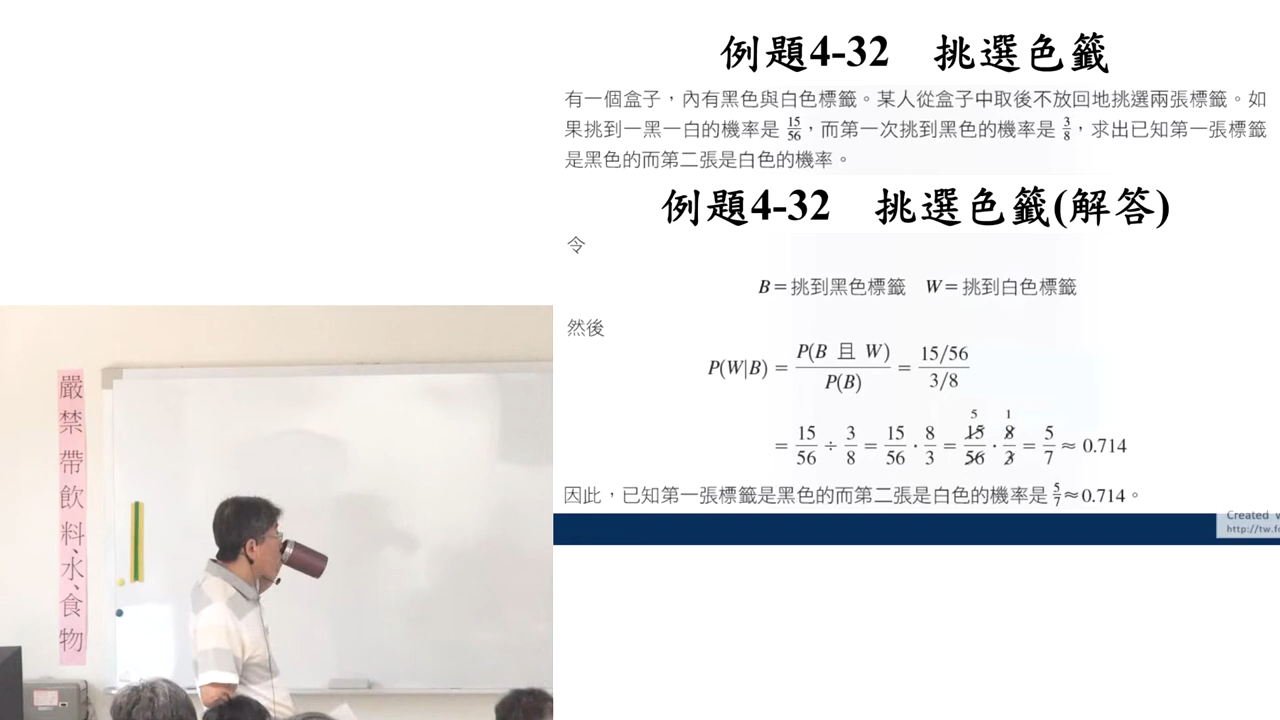 例題4-32 挑選色籤
有一個盒子，內有黑色與白色標籤。某人從盒子中取後不放回地挑選兩張標籤。如
果挑到一黑一白的機率是 15/56，而第一次挑到黑色的機率是 3/8，求出已知第一張標籤
是黑色的而第二張是白色的機率。
例題4-32 挑選色籤(解答)
令
B＝挑到黑色標籤 W＝挑到白色標籤
然後
P(W|B) = P(B 且 W)/P(B) = 15/56 / 3/8
= 15/56 ÷ 3/8 = 15/56 · 8/3 = 5 15/56 · 1 8/3 = 5/7 ≈ 0.714
因此，已知第一張標籤是黑色的而第二張是白色的機率是 5/7≈0.714。
Created
http://tw.fo
嚴禁帶飲料、水、食物